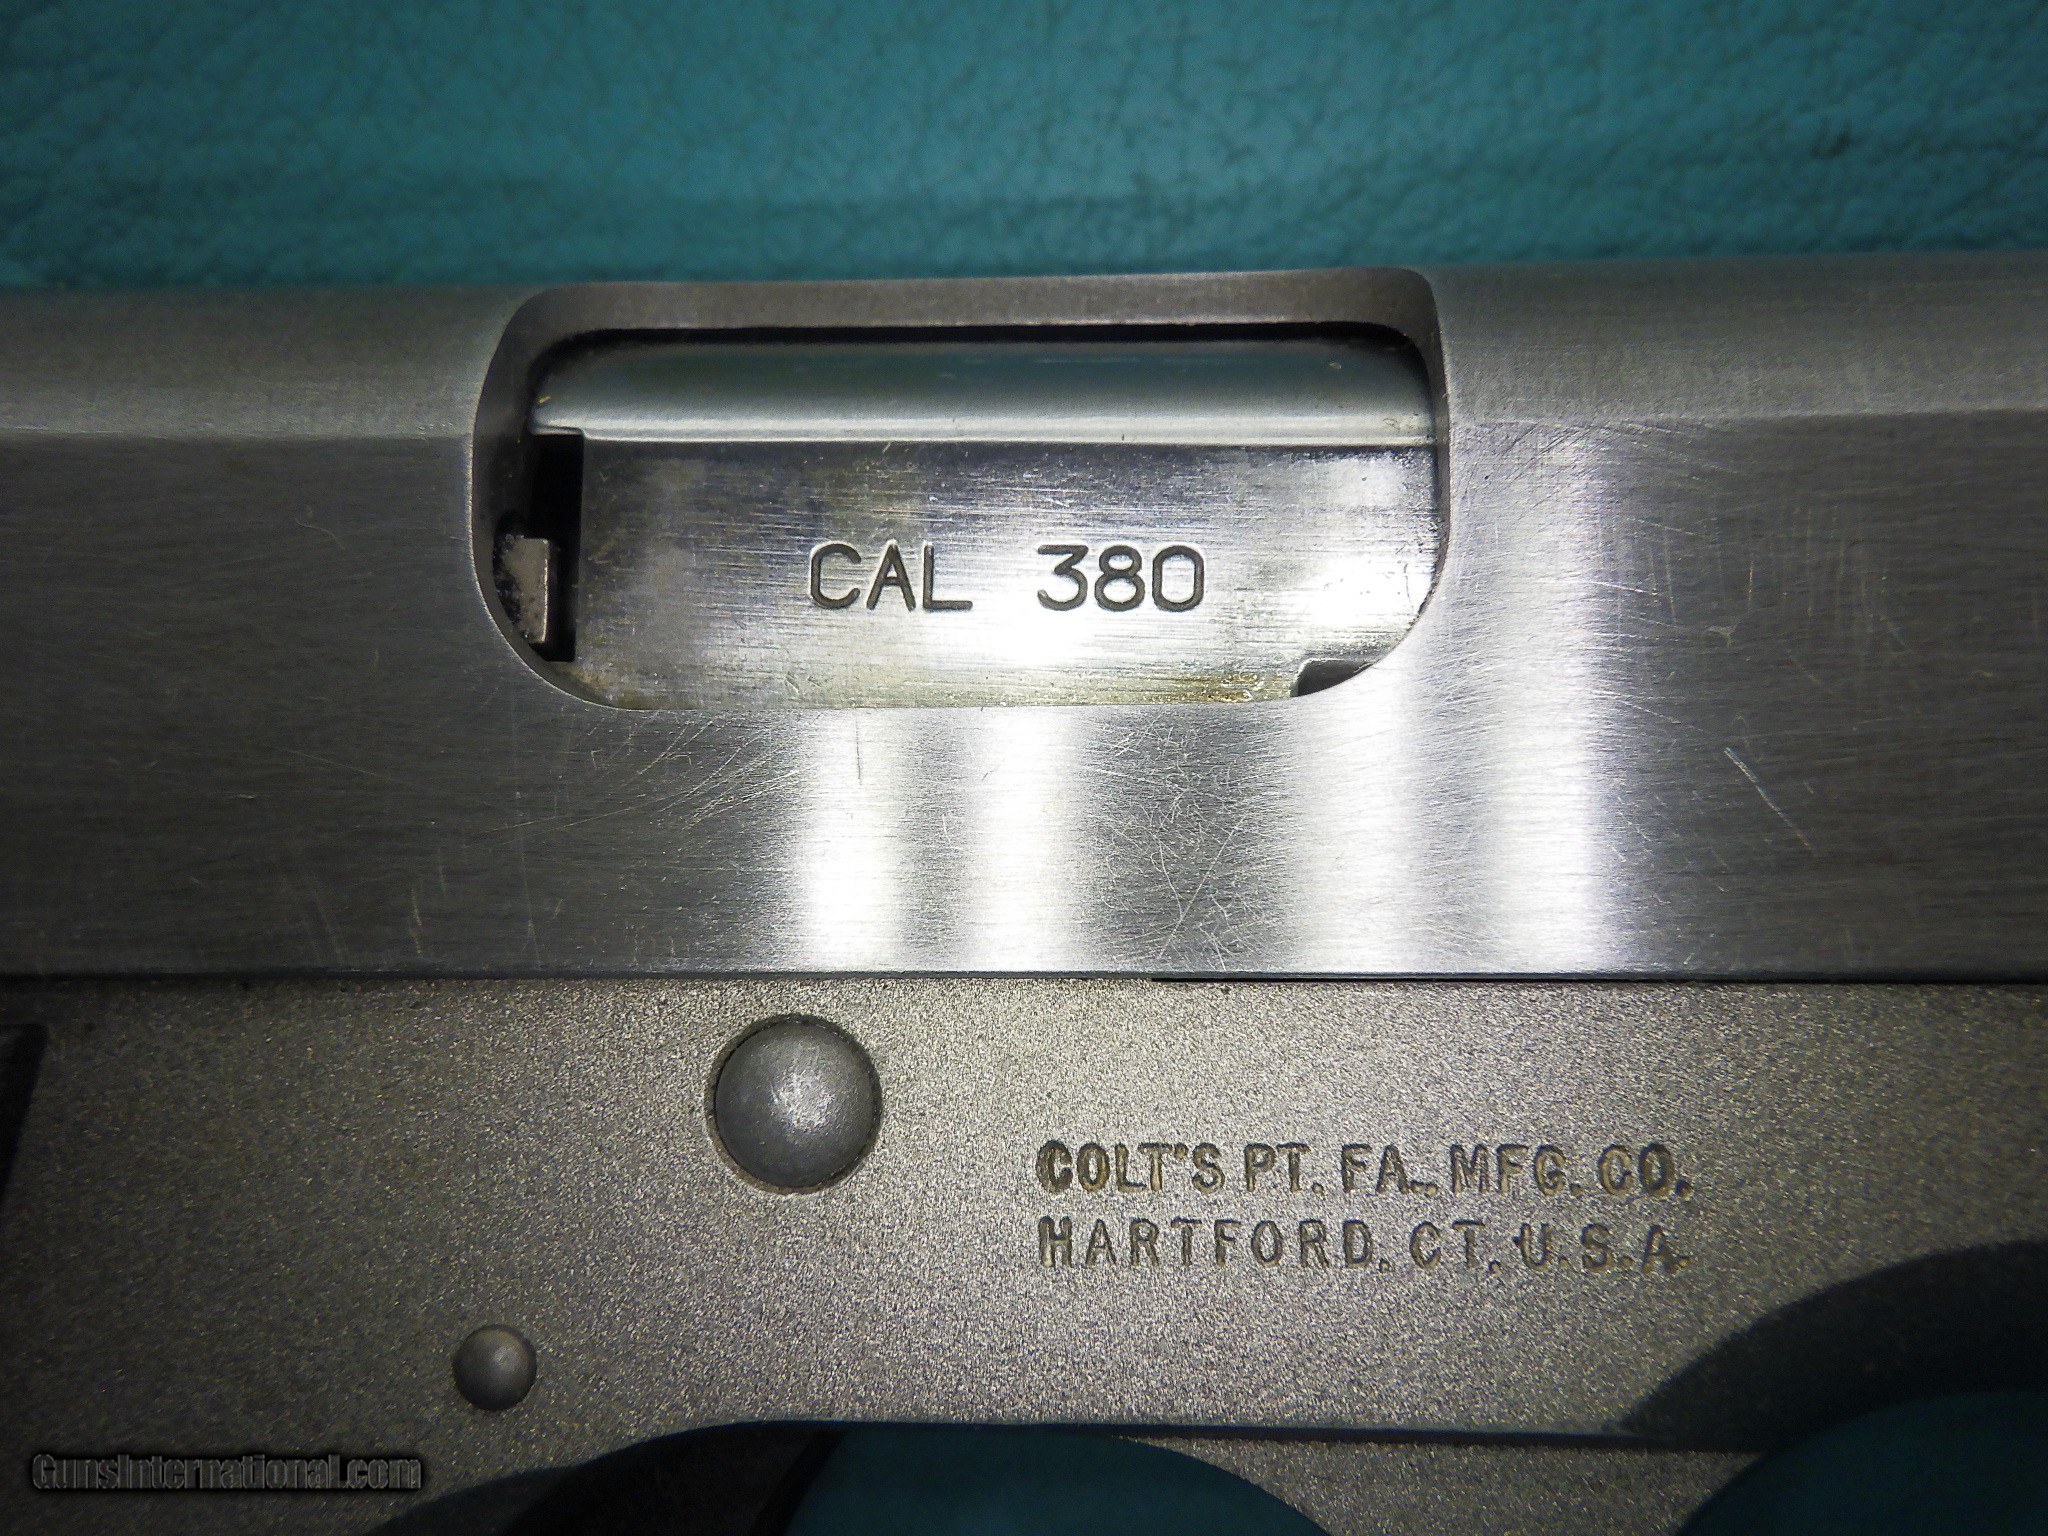 CAL 380
COLT'S PT. FA. MFG. CO.
HARTFORD. CT. U.S.A.
GunsInternational.com